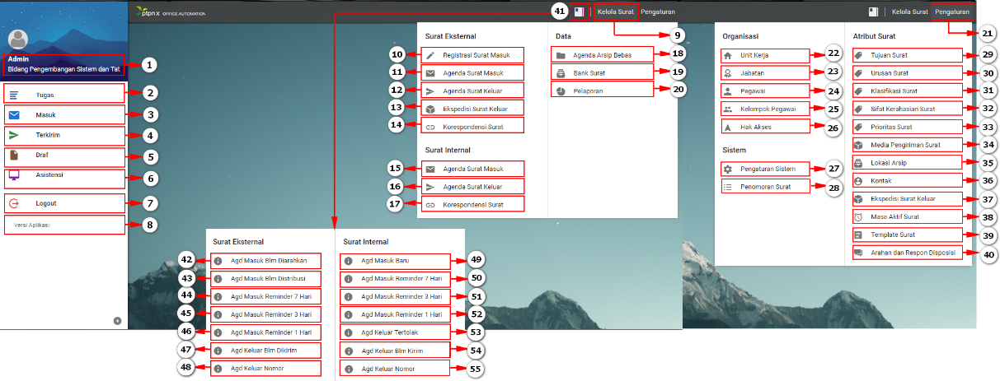 ptpn x OFFICE AUTOMATION
41
Kelola Surat
Pengaturan
Kelola Surat
Pengaturan
Admin
Bidang Pengembangan Sistem dan Tat
1
Tugas
2
Masuk
3
Terkirim
4
Draf
5
Asistensi
6
Logout
7
Versi Aplikasi
8
9
Surat Eksternal
10
Registrasi Surat Masuk
11
Agenda Surat Masuk
12
Agenda Surat Keluar
13
Ekspedisi Surat Keluar
14
Korespondensi Surat
Surat Internal
15
Agenda Surat Masuk
16
Agenda Surat Keluar
17
Korespondensi Surat
Data
Agenda Arsip Bebas
18
Bank Surat
19
Pelaporan
20
21
Organisasi
Unit Kerja
22
Jabatan
23
Pegawai
24
Kelompok Pegawai
25
Hak Akses
26
Sistem
Pengaturan Sistem
27
Penomoran Surat
28
Atribut Surat
Tujuan Surat
29
Urusan Surat
30
Klasifikasi Surat
31
Sifat Kerahasian Surat
32
Prioritas Surat
33
Media Pengiriman Surat
34
Lokasi Arsip
35
Kontak
36
Ekspedisi Surat Keluar
37
Masa Aktif Surat
38
Template Surat
39
Arahan dan Respon Disposisi
40
Surat Eksternal
42
Agd Masuk Blm Diarahkan
43
Agd Masuk Blm Distribusi
44
Agd Masuk Reminder 7 Hari
45
Agd Masuk Reminder 3 Hari
46
Agd Masuk Reminder 1 Hari
47
Agd Keluar Blm Dikirim
48
Agd Keluar Nomor
Surat Internal
Agd Masuk Baru
49
Agd Masuk Reminder 7 Hari
50
Agd Masuk Reminder 3 Hari
51
Agd Masuk Reminder 1 Hari
52
Agd Keluar Tertolak
53
Agd Keluar Blm Kirim
54
Agd Keluar Nomor
55